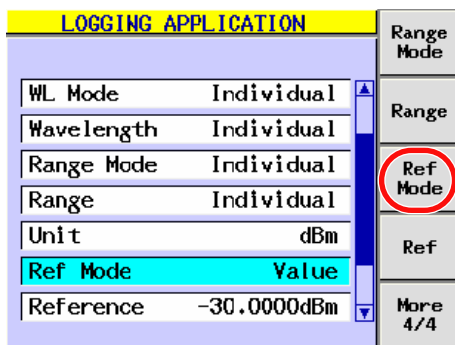 LOGGING APPLICATION
WL Mode Individual
Wavelength Individual
Range Mode Individual
Range Individual
Unit dBm
Ref Mode Value
Reference -30.0000dBm
Range
Mode
Range
Ref
Mode
Ref
More
4/4